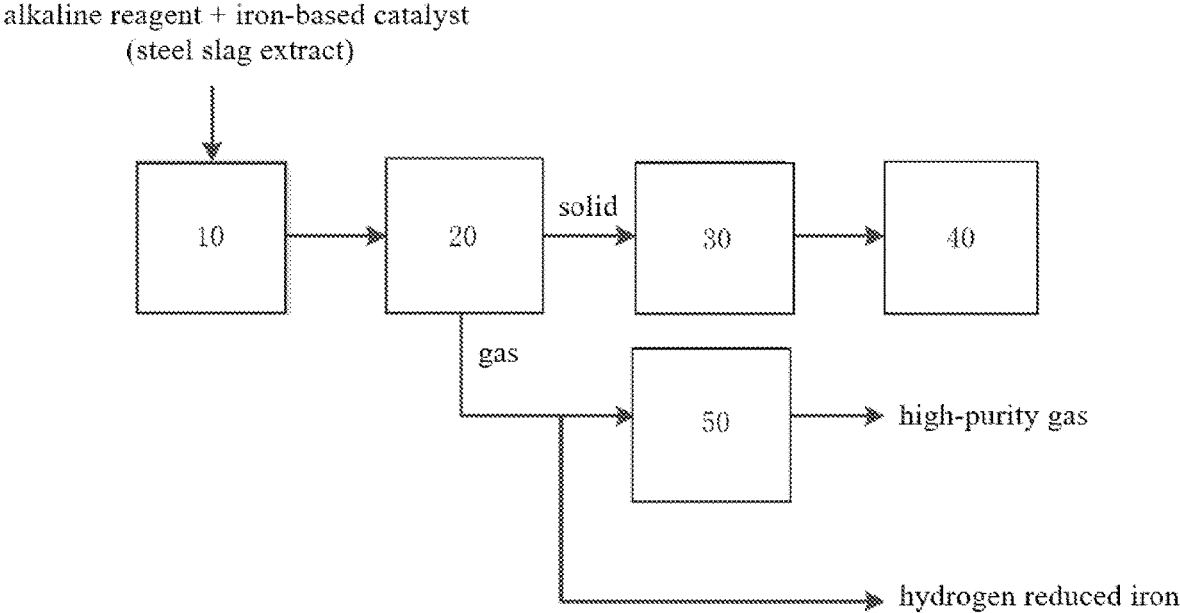 alkaline reagent + iron-based catalyst
(steel slag extract)
10
20
solid
30
40
gas
50
high-purity gas
hydrogen reduced iron